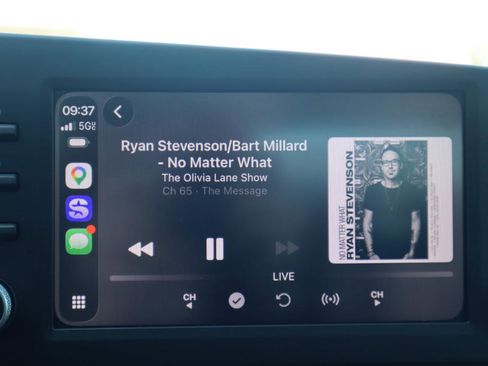 09:37
5G
Ryan Stevenson/Bart Millard
- No Matter What
The Olivia Lane Show
Ch 65 · The Message
NO MATTER WHAT
RYAN STEVENSON
LIVE
CH
CH